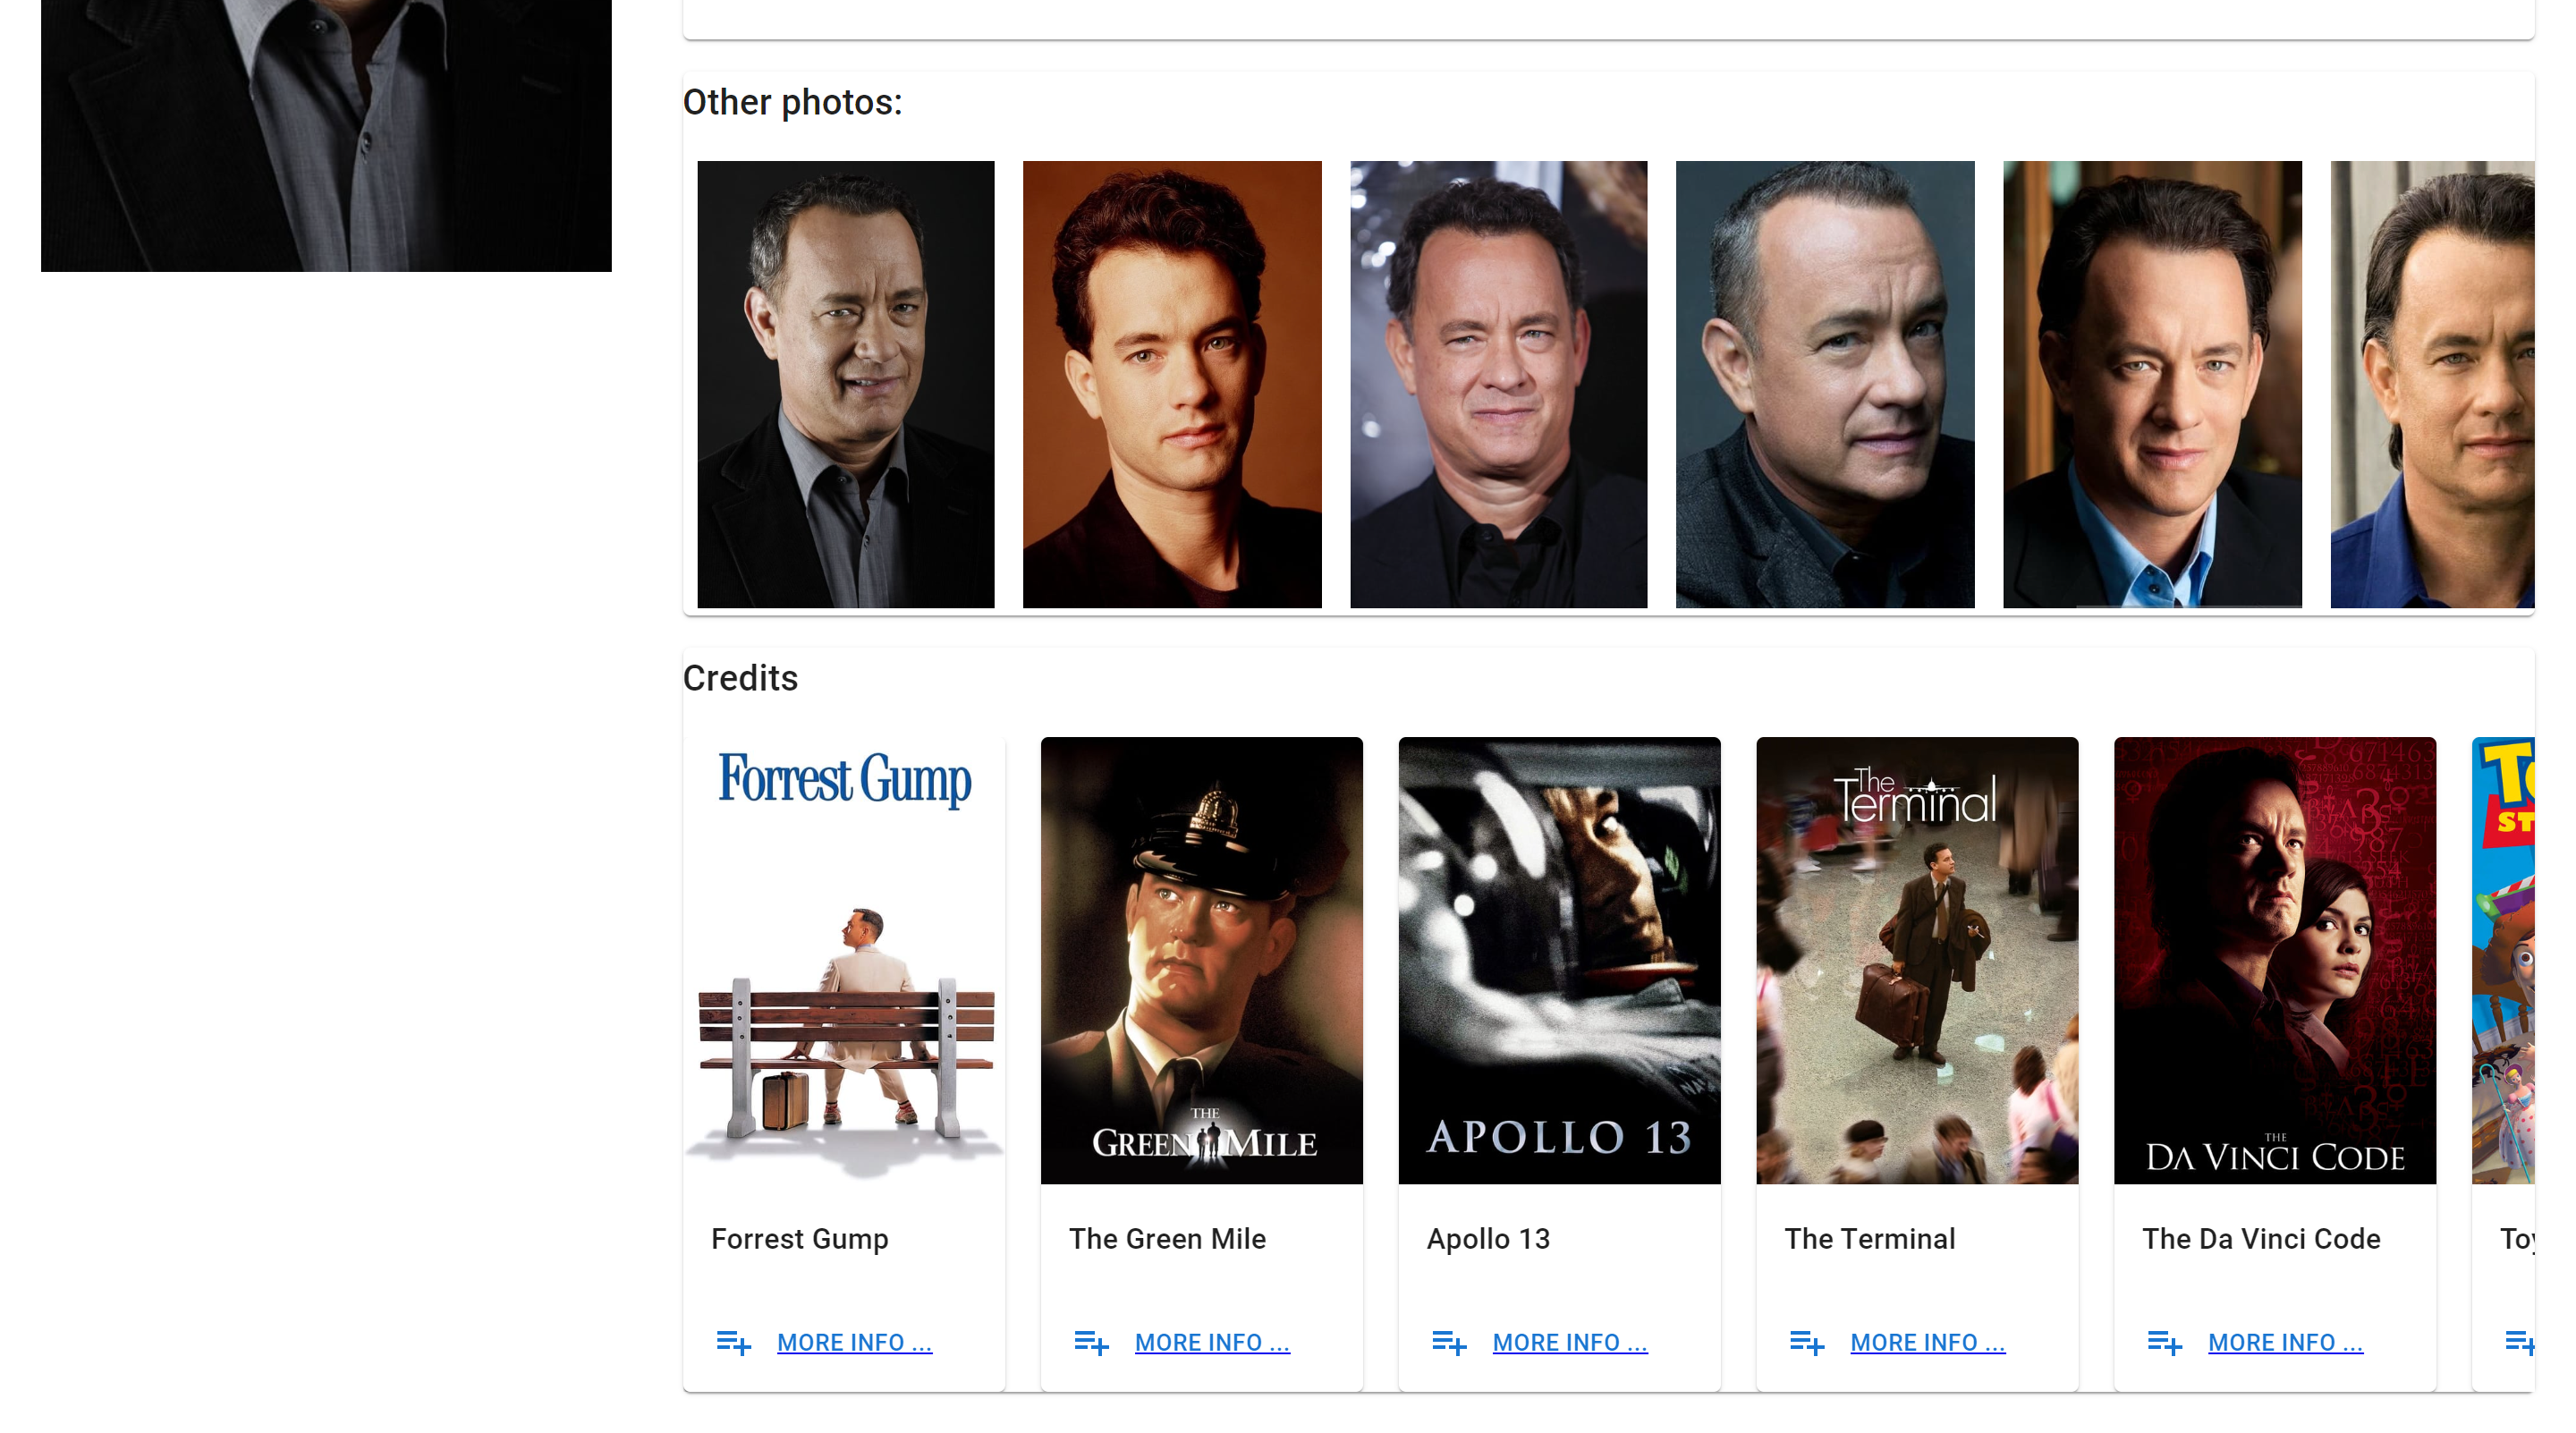 Other photos:
Credits
Forrest Gump
THE
GREEN MILE
APOLLO 13
The
Terminal
THE
DA VINCI CODE
Forrest Gump
The Green Mile
Apollo 13
The Terminal
The Da Vinci Code
MORE INFO ...
MORE INFO ...
MORE INFO ...
MORE INFO ...
MORE INFO ...